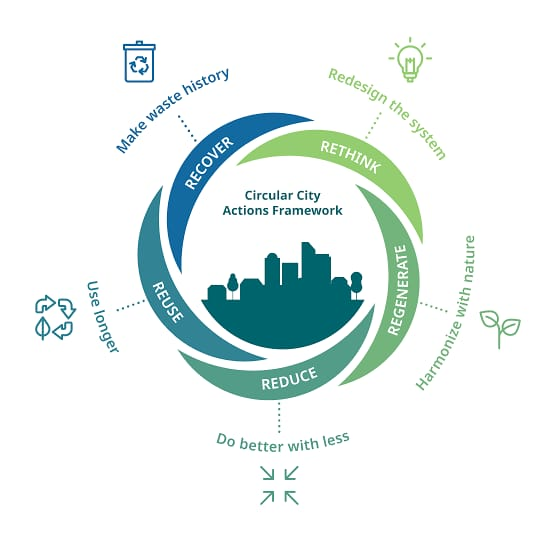 Circular City
Actions Framework
RETHINK
Redesign the system
REGENERATE
Harmonize with nature
REDUCE
Do better with less
REUSE
Use longer
RECOVER
Make waste history